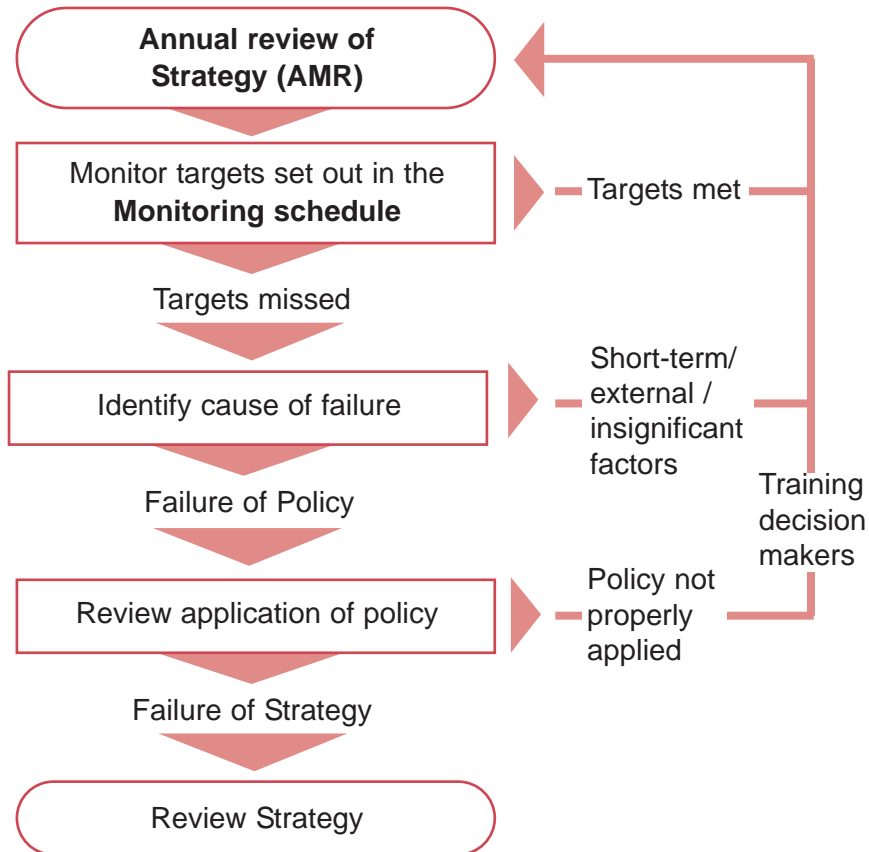 Annual review of
Strategy (AMR)
Monitor targets set out in the
Monitoring schedule
Targets met
Targets missed
Identify cause of failure
Short-term/
external /
insignificant
factors
Failure of Policy
Training
decision
makers
Review application of policy
Policy not
properly
applied
Failure of Strategy
Review Strategy